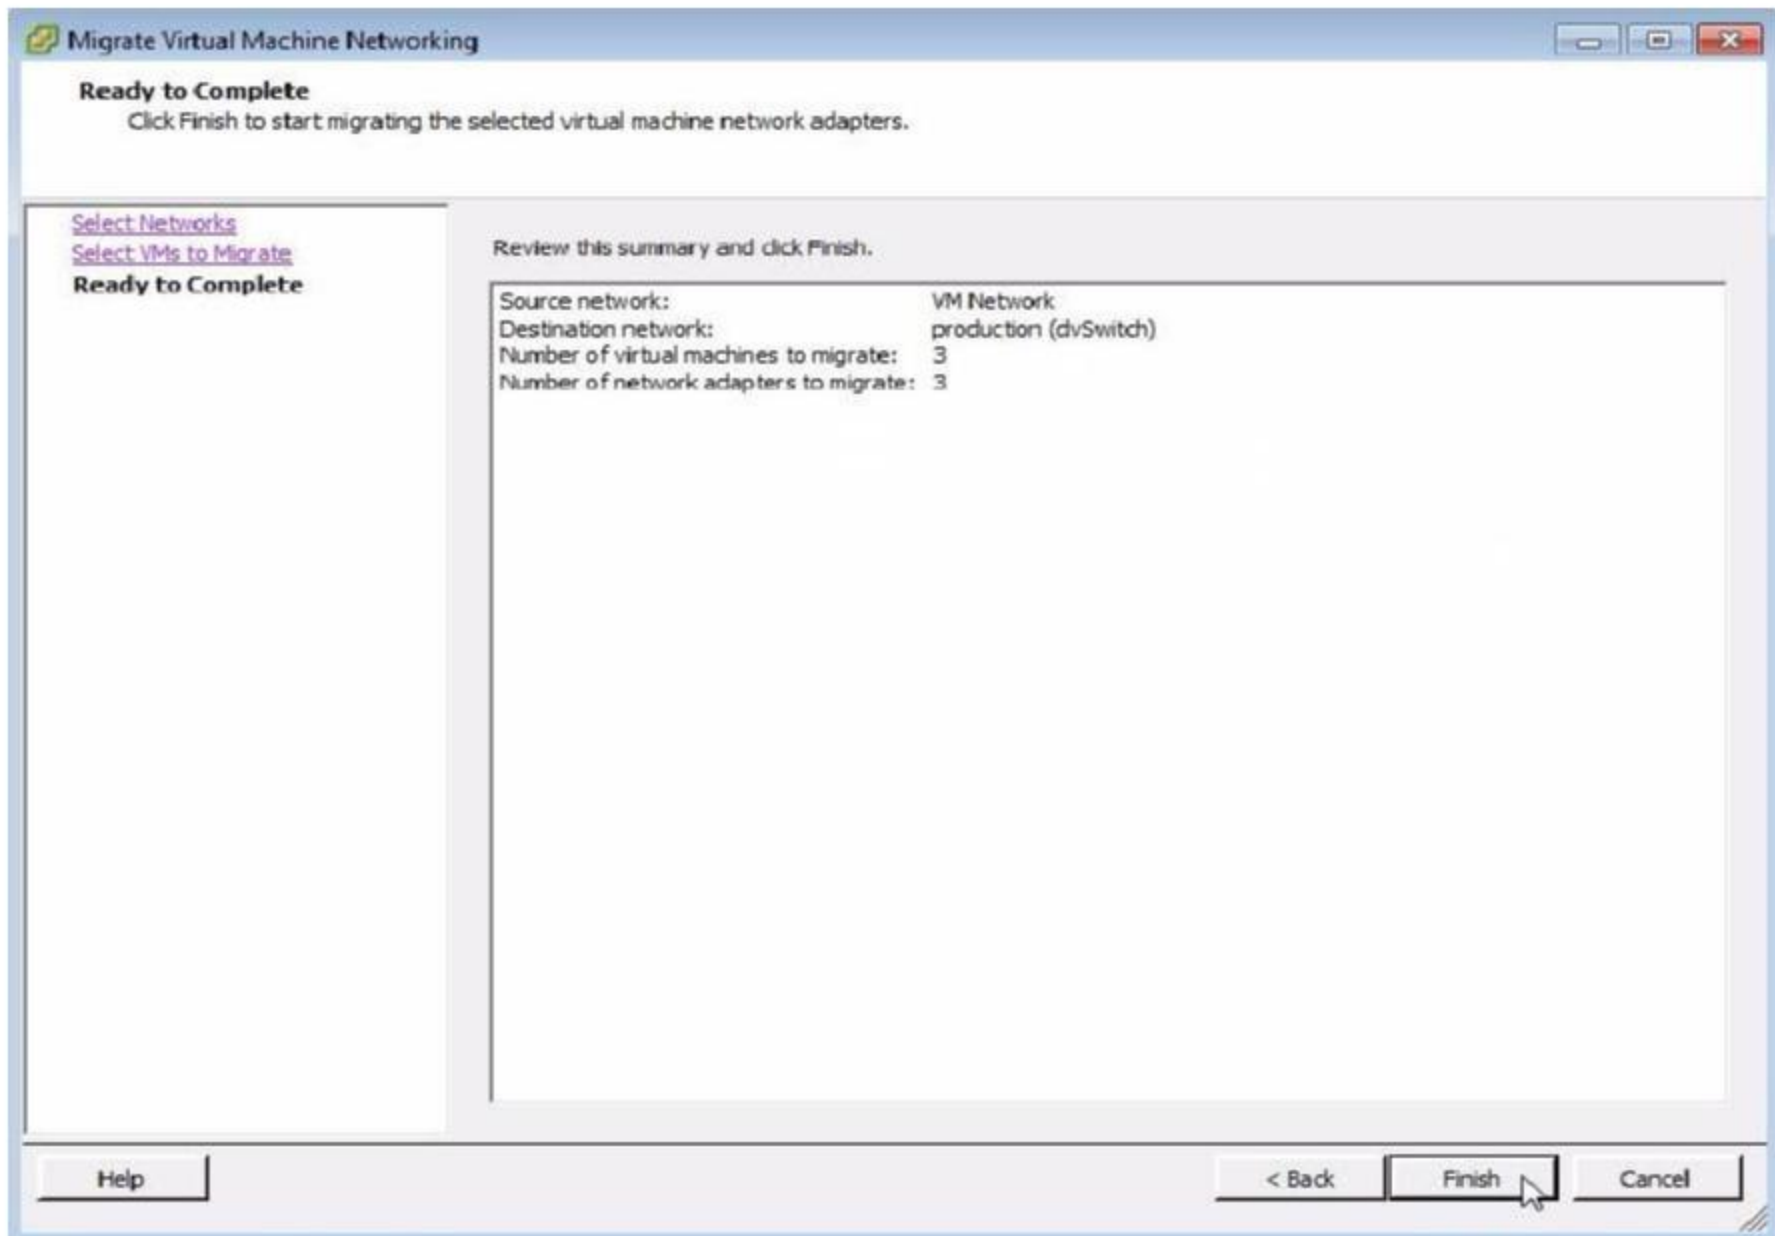 Migrate Virtual Machine Networking
Ready to Complete
Click Finish to start migrating the selected virtual machine network adapters.
Select Networks
Select VMs to Migrate
Ready to Complete
Review this summary and click Finish.
Source network: VM Network
Destination network: production (dvSwitch)
Number of virtual machines to migrate: 3
Number of network adapters to migrate: 3
Help
< Back
Finish
Cancel